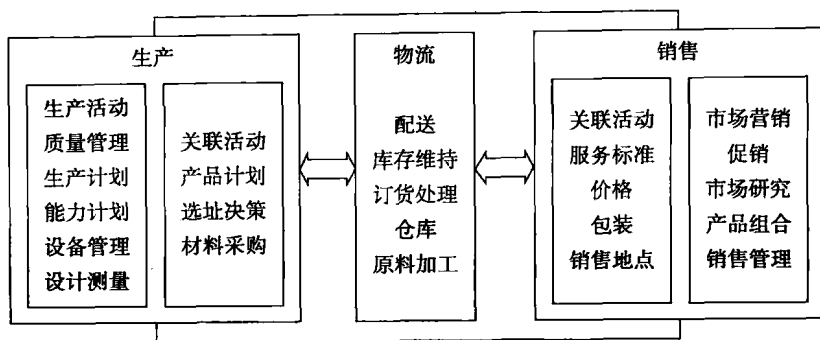 生产
生产活动
质量管理
生产计划
能力计划
设备管理
设计测量
关联活动
产品计划
选址决策
材料采购
物流
配送
库存维持
订货处理
仓库
原料加工
销售
关联活动
服务标准
价格
包装
销售地点
市场营销
促销
市场研究
产品组合
销售管理